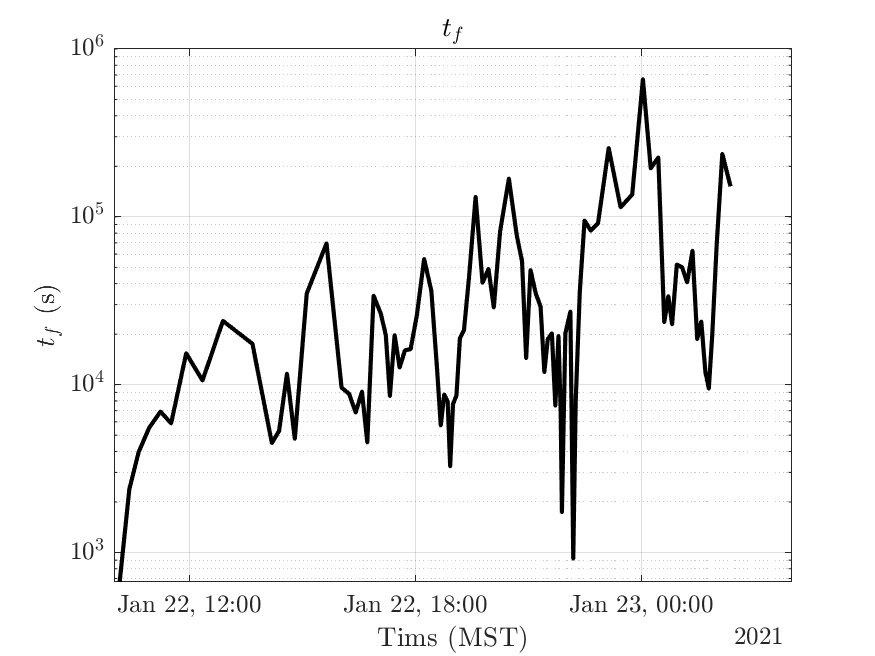 t_f
10^6
10^5
10^4
10^3
t_f (s)
Jan 22, 12:00
Jan 22, 18:00
Jan 23, 00:00
Tims (MST)
2021